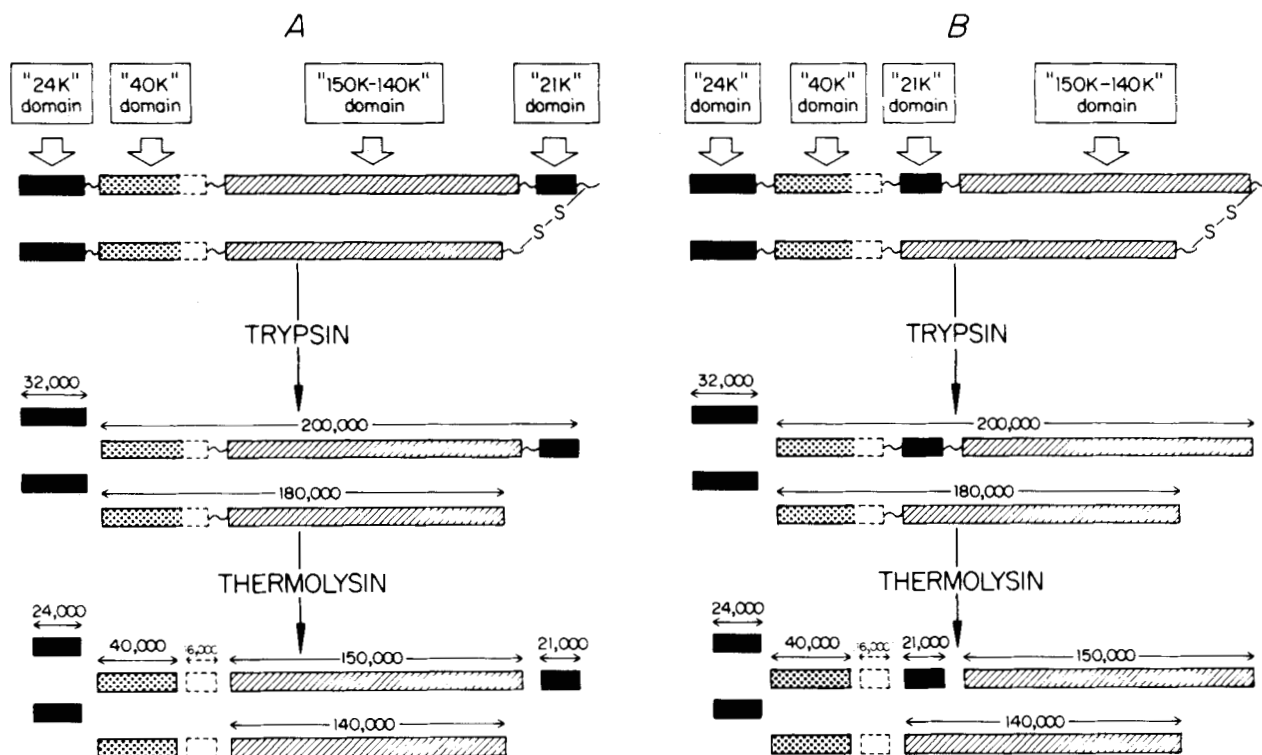 A
B
"24K" domain
"40K" domain
"150K-140K" domain
"21K" domain
"24K" domain
"40K" domain
"21K" domain
"150K-140K" domain
S
S
S
S
TRYPSIN
TRYPSIN
32,000
200,000
180,000
32,000
200,000
180,000
THERMOLYSIN
THERMOLYSIN
24,000
40,000
150,000
21,000
140,000
24,000
40,000
21,000
150,000
140,000